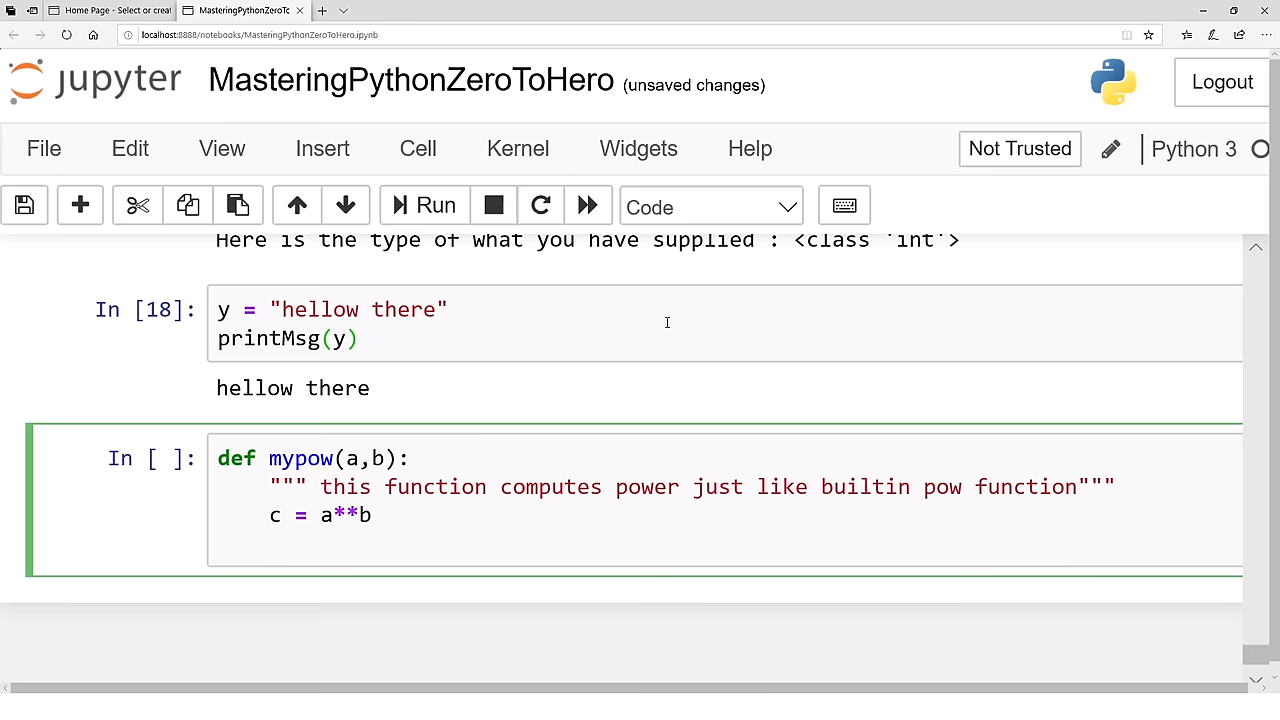 Home Page - Select or creat
MasteringPythonZeroTo
localhost:8888/notebooks/MasteringPythonZeroToHero.ipynb
jupyter MasteringPythonZeroToHero (unsaved changes) Logout
File Edit View Insert Cell Kernel Widgets Help Not Trusted Python 3
Run Code
Here is the type of what you have supplied : <class 'int'>
In [18]: y = "hellow there"
printMsg(y)
hellow there
In [ ]: def mypow(a,b):
""" this function computes power just like builtin pow function"""
c = a**b